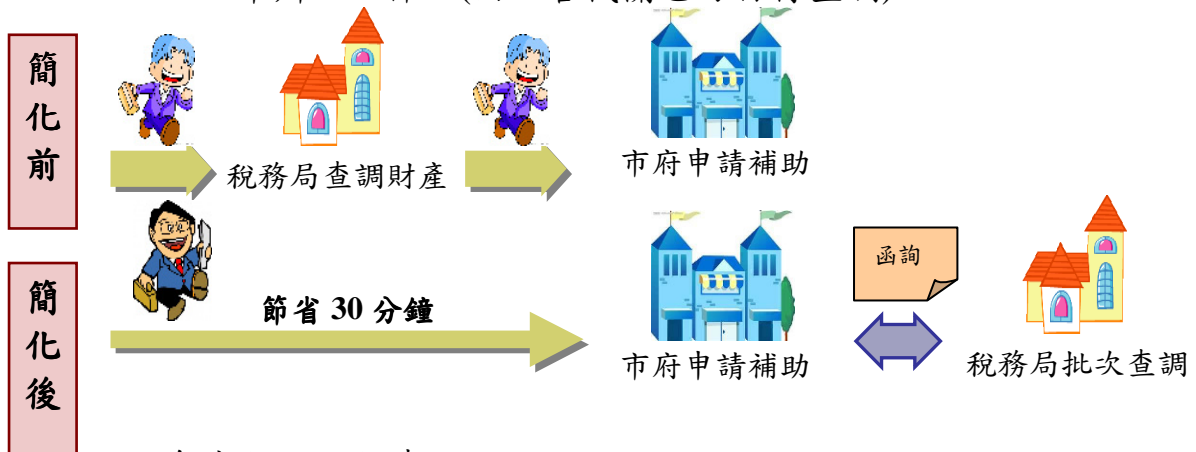 簡化前
稅務局查調財產
市府申請補助
簡化後
節省 30 分鐘
市府申請補助
函詢
稅務局批次查調